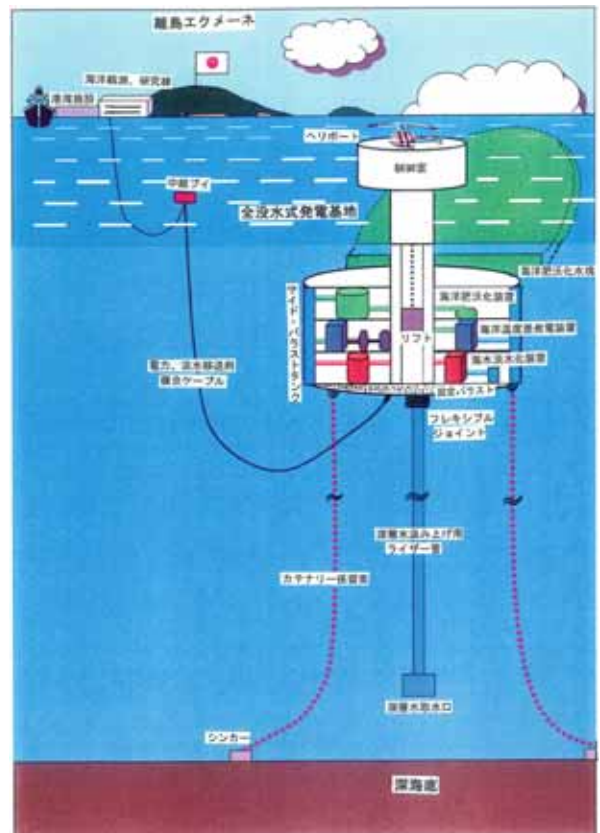 離島エクメーネ
海洋観測、研究線
港湾施設
ヘリポート
制御室
中継ブイ
全没水式発電基地
海洋肥沃化水塊
海洋肥沃化装置
サイド・バラストタンク
リフト
海洋温度差発電装置
海水淡水化装置
電力、淡水移送用
複合ケーブル
固定バラスト
フレキシブル
ジョイント
深層水汲み上げ用
ライザー管
カテナリー係留索
深層水取水口
シンカー
深海底